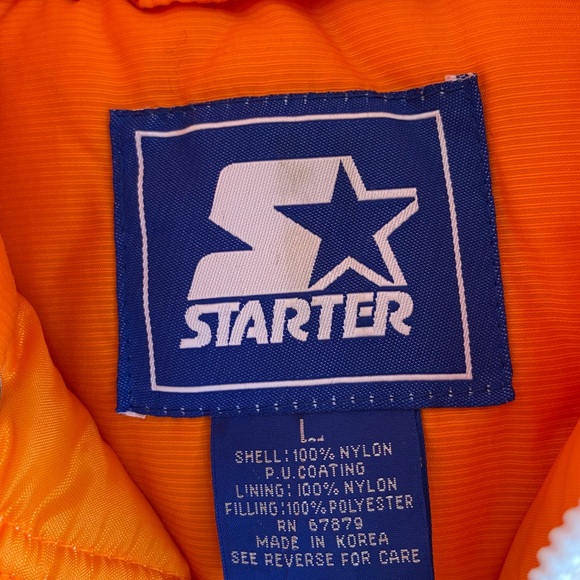 STARTER
L
SHELL: 100% NYLON
P.U. COATING
LINING: 100% NYLON
FILLING: 100% POLYESTER
RN 67879
MADE IN KOREA
SEE REVERSE FOR CARE